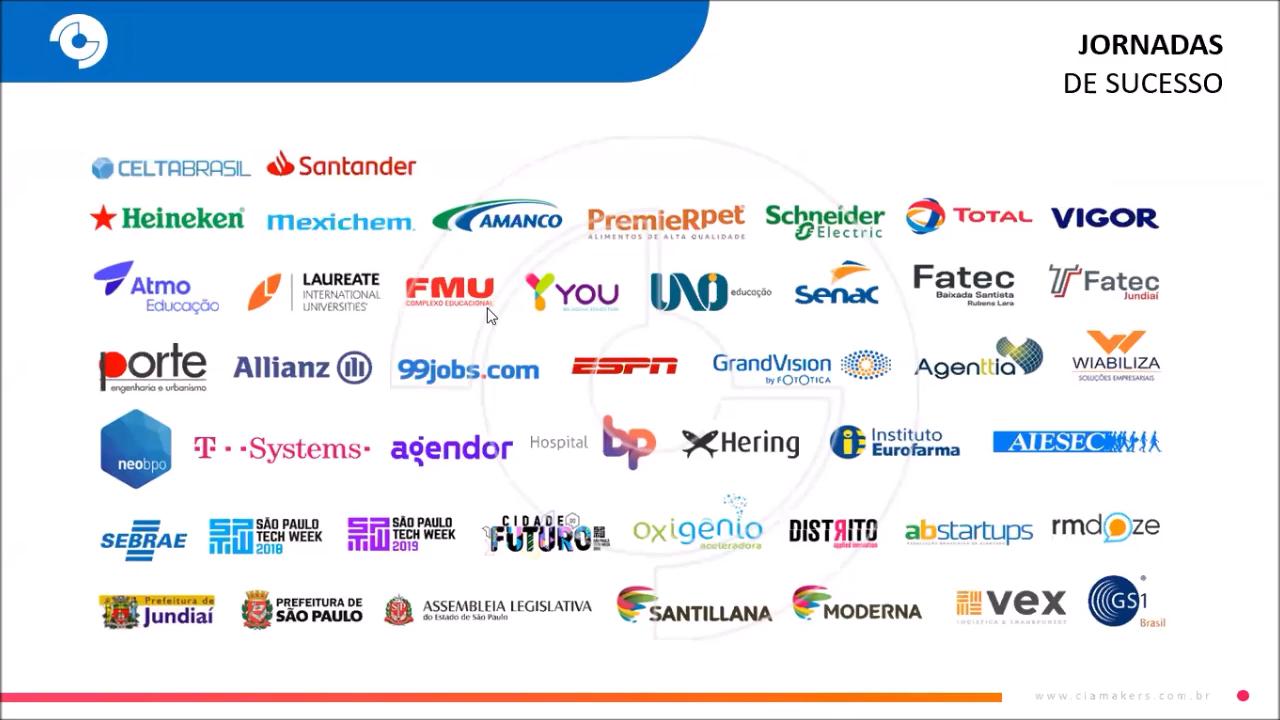 JORNADAS
DE SUCESSO
CELTABRASIL Santander
Heineken® Mexichem. AMANCO PremieRpet® Schneider Electric TOTAL VIGOR
ALIMENTOS DE ALTA QUALIDADE
Atmo Educação LAUREATE INTERNATIONAL UNIVERSITIES® FMU COMPLEXO EDUCACIONAL YOU UNi educação senac Fatec Baixada Santista Rubens Lara Fatec Jundiaí
porte engenharia e urbanismo Allianz 99jobs.com ESPN GrandVision by FOTOTICA Agenttia WIABILIZA SOLUÇÕES EMPRESARIAIS
neobpo T··Systems· agendor Hospital bp Hering Instituto Eurofarma AIESEC
SEBRAE SÃO PAULO TECH WEEK 2018 SÃO PAULO TECH WEEK 2019 CIDADE DO FUTURO oxigênio aceleradora DISTRITO applied innovation abstartups rmdoze
Prefeitura de Jundiaí PREFEITURA DE SÃO PAULO ASSEMBLEIA LEGISLATIVA do Estado de São Paulo SANTILLANA MODERNA vex LOGÍSTICA & TRANSPORTE GS1 ® Brasil
www.ciamakers.com.br